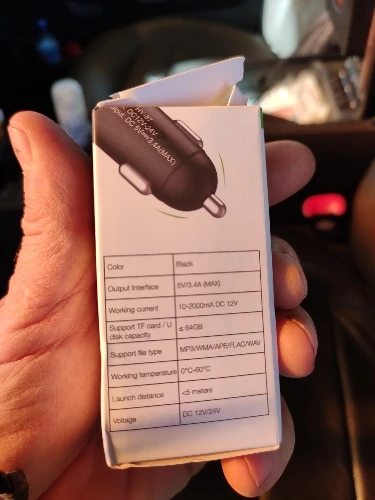 DC12V-24V
DC 5V 3.4A(MAX)
Color Black
Output Interface 5V/3.4A (MAX)
Working current 10-2000mA DC 12V
Support TF card / U
disk capacity ≤ 64GB
Support file type MP3/WMA/APE/FLAC/WAV
Working temperature 0°C-60°C
Launch distance <5 meters
Voltage DC 12V/24V